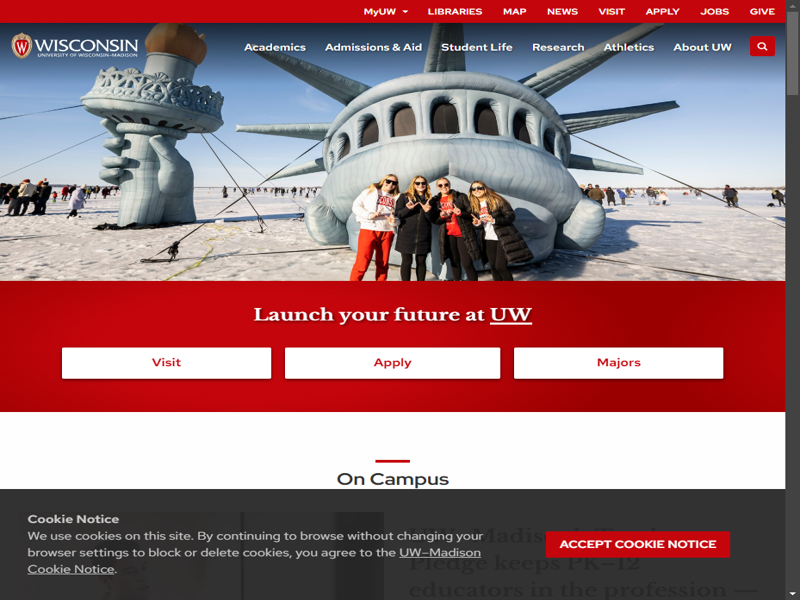 MyUW
LIBRARIES
MAP
NEWS
VISIT
APPLY
JOBS
GIVE
WISCONSIN
UNIVERSITY OF WISCONSIN–MADISON
Academics
Admissions & Aid
Student Life
Research
Athletics
About UW
Launch your future at UW
Visit
Apply
Majors
On Campus
Cookie Notice
We use cookies on this site. By continuing to browse without changing your
browser settings to block or delete cookies, you agree to the UW–Madison
Cookie Notice.
ACCEPT COOKIE NOTICE
Pledge keeps PK–12
educators in the profession —